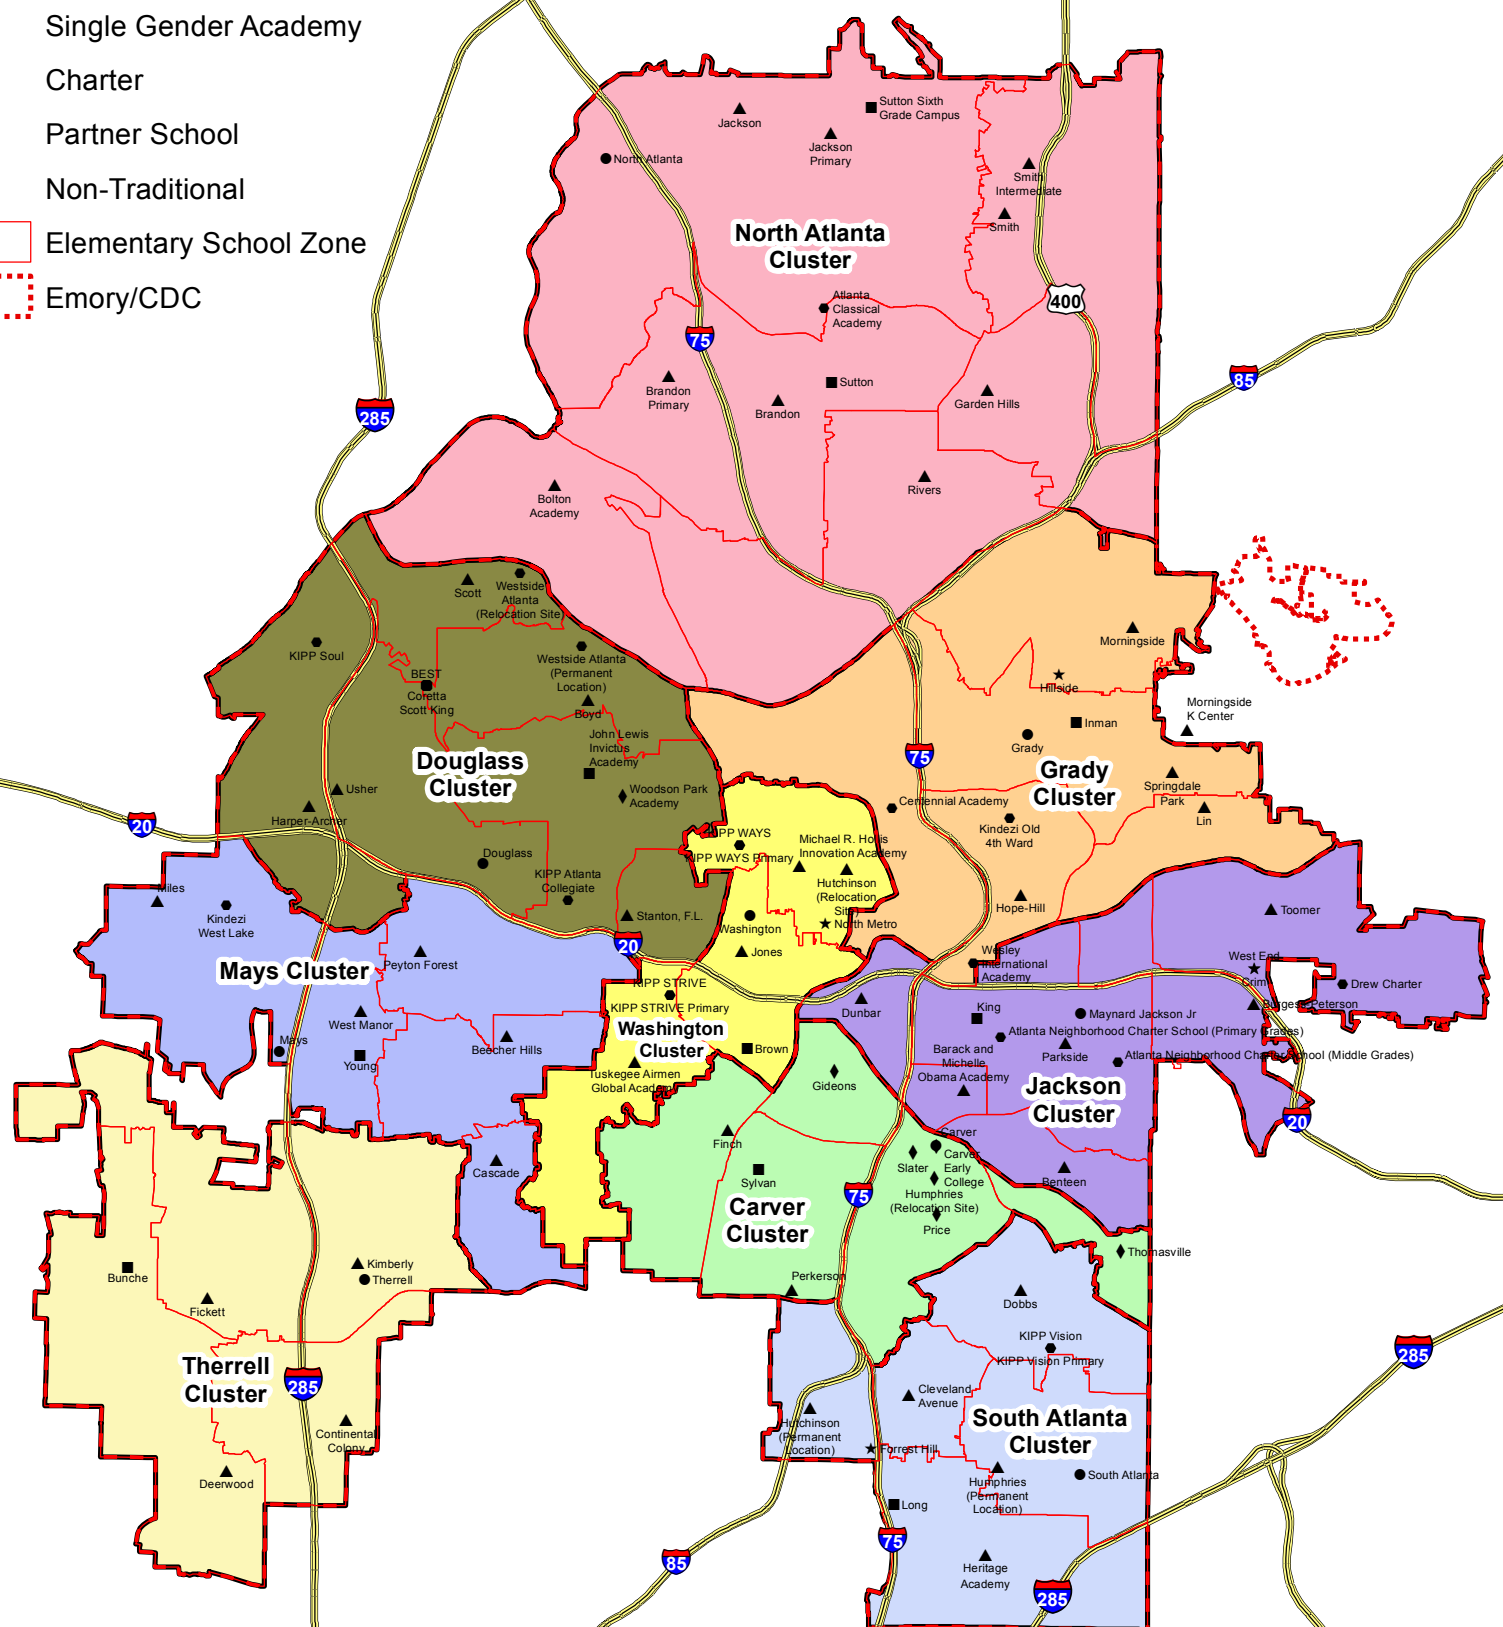 Single Gender Academy
Charter
Partner School
Non-Traditional
Elementary School Zone
Emory/CDC
Jackson
Sutton Sixth
Grade Campus
Jackson
Primary
North Atlanta
Smith
Intermediate
Smith
North Atlanta
Cluster
Atlanta
Classical
Academy
400
75
85
285
Brandon
Primary
Sutton
Brandon
Garden Hills
Rivers
Bolton
Academy
Scott
Westside
Atlanta
(Relocation Site)
KIPP Soul
Westside Atlanta
(Permanent
Location)
BEST
Coretta
Scott King
Boyd
John Lewis
Invictus
Academy
Douglass
Cluster
Woodson Park
Academy
Usher
Harper-Archer
20
Douglass
KIPP Atlanta
Collegiate
Stanton, F.L.
20
Morningside
Hillside
Morningside
K Center
Inman
Grady
75
Grady
Cluster
Springdale
Park
Lin
Centennial Academy
Kindezi Old
4th Ward
Hope-Hill
KIPP WAYS
KIPP WAYS Primary
Michael R. Hollis
Innovation Academy
Hutchinson
(Relocation
Site)
North Metro
Washington
Jones
Miles
Kindezi
West Lake
Mays Cluster
Peyton Forest
West Manor
Mays
Young
Beecher Hills
Cascade
KIPP STRIVE
KIPP STRIVE Primary
Washington
Cluster
Brown
Tuskegee Airmen
Global Academy
Wesley
International
Academy
Dunbar
King
Maynard Jackson Jr
Atlanta Neighborhood Charter School (Primary Grades)
Barack and
Michelle
Obama Academy
Parkside
Atlanta Neighborhood Charter School (Middle Grades)
Toomer
West End
Crim
Drew Charter
Burgess-Peterson
Jackson
Cluster
20
Benteen
Gideons
Finch
Sylvan
Carver
Cluster
Carver
Carver
Early
College
Slater
Humphries
(Relocation Site)
Price
75
Perkerson
Thomasville
Bunche
Kimberly
Therrell
Fickett
Therrell
Cluster
285
Continental
Colony
Deerwood
Dobbs
KIPP Vision
KIPP Vision Primary
Cleveland
Avenue
South Atlanta
Cluster
Hutchinson
(Permanent
Location)
Forrest Hill
Humphries
(Permanent
Location)
South Atlanta
Long
75
Heritage
Academy
85
285
285